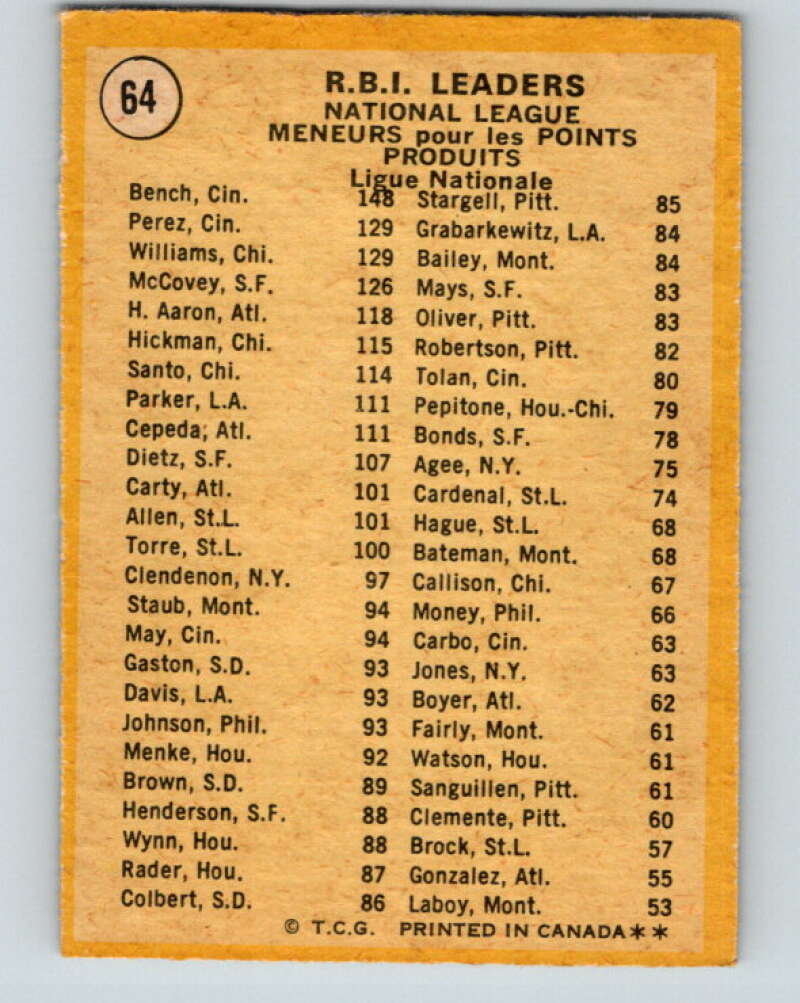 64
R.B.I. LEADERS
NATIONAL LEAGUE
MENEURS pour les POINTS
PRODUITS
Ligue Nationale
Bench, Cin. 148
Perez, Cin. 129
Williams, Chi. 129
McCovey, S.F. 126
H. Aaron, Atl. 118
Hickman, Chi. 115
Santo, Chi. 114
Parker, L.A. 111
Cepeda, Atl. 111
Dietz, S.F. 107
Carty, Atl. 101
Allen, St.L. 101
Torre, St.L. 100
Clendenon, N.Y. 97
Staub, Mont. 94
May, Cin. 94
Gaston, S.D. 93
Davis, L.A. 93
Johnson, Phil. 93
Menke, Hou. 92
Brown, S.D. 89
Henderson, S.F. 88
Wynn, Hou. 88
Rader, Hou. 87
Colbert, S.D. 86
Stargell, Pitt. 85
Grabarkewitz, L.A. 84
Bailey, Mont. 84
Mays, S.F. 83
Oliver, Pitt. 83
Robertson, Pitt. 82
Tolan, Cin. 80
Pepitone, Hou.-Chi. 79
Bonds, S.F. 78
Agee, N.Y. 75
Cardenal, St.L. 74
Hague, St.L. 68
Bateman, Mont. 68
Callison, Chi. 67
Money, Phil. 66
Carbo, Cin. 63
Jones, N.Y. 63
Boyer, Atl. 62
Fairly, Mont. 61
Watson, Hou. 61
Sanguillen, Pitt. 61
Clemente, Pitt. 60
Brock, St.L. 57
Gonzalez, Atl. 55
Laboy, Mont. 53
© T.C.G. PRINTED IN CANADA**